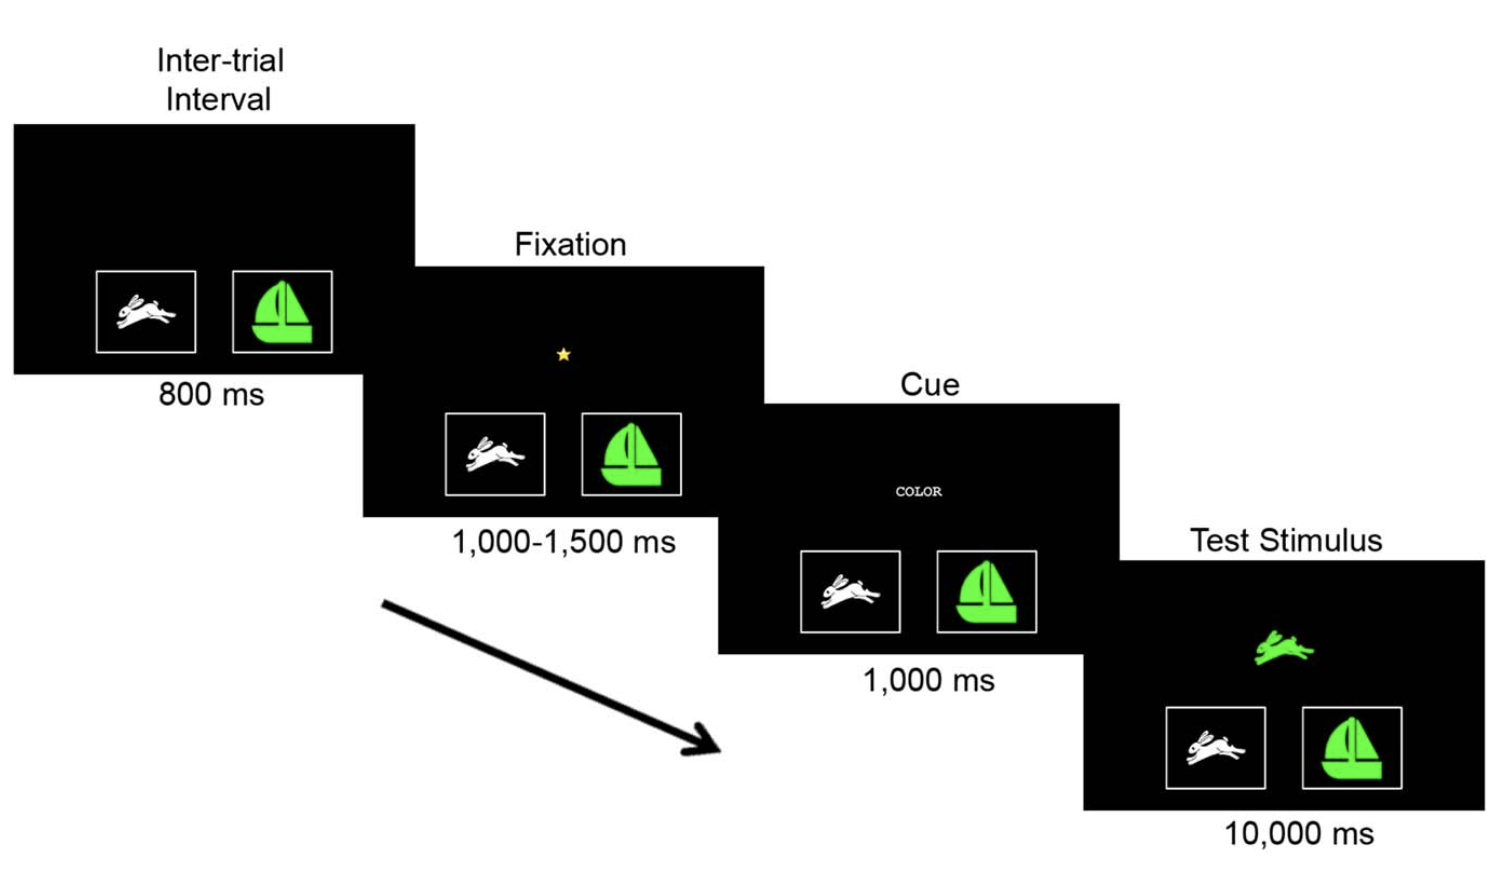 Inter-trial
Interval
800 ms
Fixation
1,000-1,500 ms
Cue
COLOR
1,000 ms
Test Stimulus
10,000 ms